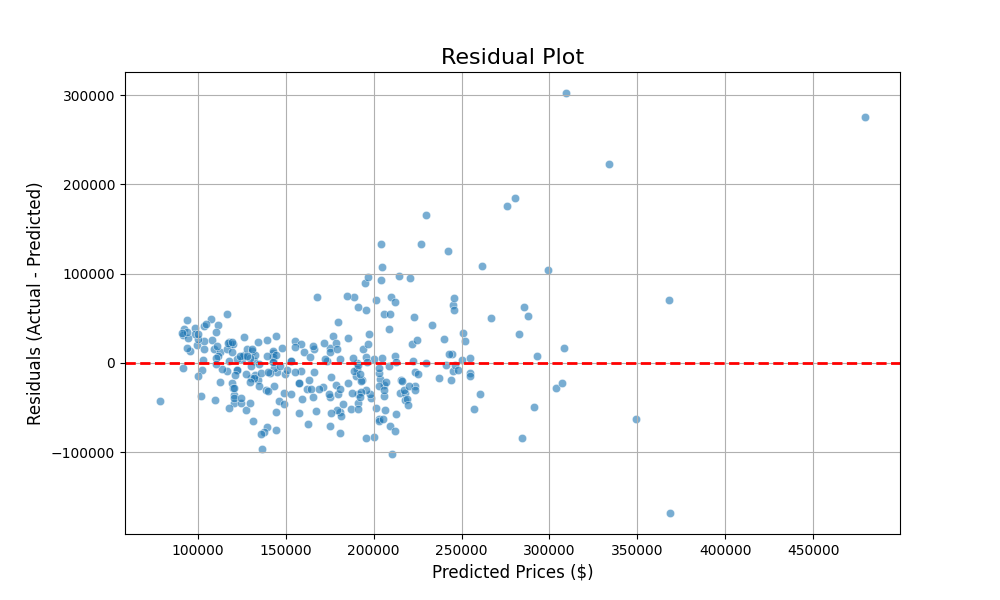 Residual Plot
Residuals (Actual - Predicted)
300000
200000
100000
0
−100000
100000 150000 200000 250000 300000 350000 400000 450000
Predicted Prices ($)